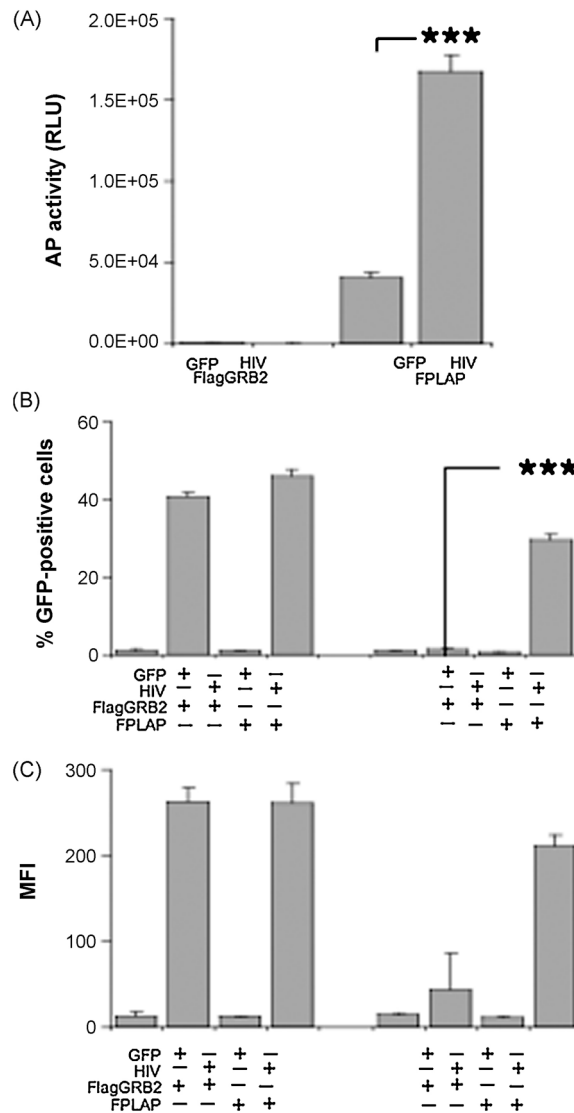 (A)
AP activity (RLU)
2.0E+05
1.5E+05
1.0E+05
5.0E+04
0.0E+00
★★★
GFP HIV GFP HIV
FlagGRB2 FPLAP
(B)
% GFP-positive cells
60
40
20
0
★★★
GFP + − + − + − + −
HIV − + − + − + − +
FlagGRB2 + + − − + + − −
FPLAP − − + + − − + +
(C)
MFI
300
200
100
0
GFP + − + − + − + −
HIV − + − + − + − +
FlagGRB2 + + − − + + − −
FPLAP − − + + − − + +